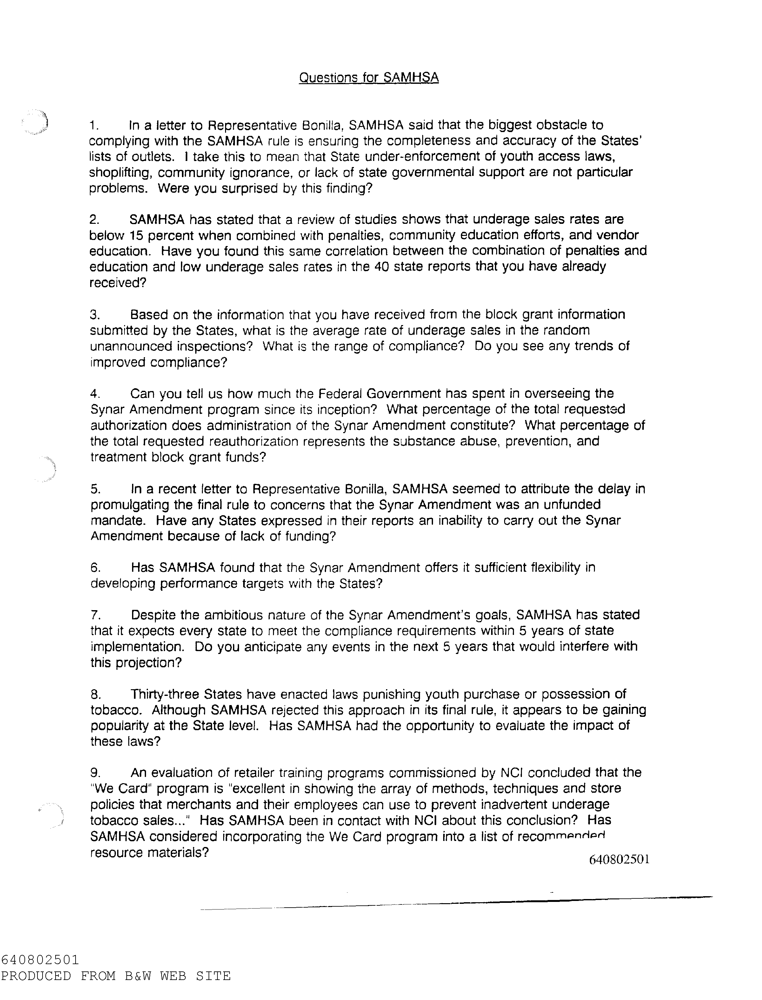 Questions for SAMHSA
1. In a letter to Representative Bonilla, SAMHSA said that the biggest obstacle to
complying with the SAMHSA rule is ensuring the completeness and accuracy of the States'
lists of outlets. I take this to mean that State under-enforcement of youth access laws,
shoplifting, community ignorance, or lack of state governmental support are not particular
problems. Were you surprised by this finding?
2. SAMHSA has stated that a review of studies shows that underage sales rates are
below 15 percent when combined with penalties, community education efforts, and vendor
education. Have you found this same correlation between the combination of penalties and
education and low underage sales rates in the 40 state reports that you have already
received?
3. Based on the information that you have received from the block grant information
submitted by the States, what is the average rate of underage sales in the random
unannounced inspections? What is the range of compliance? Do you see any trends of
improved compliance?
4. Can you tell us how much the Federal Government has spent in overseeing the
Synar Amendment program since its inception? What percentage of the total requested
authorization does administration of the Synar Amendment constitute? What percentage of
the total requested reauthorization represents the substance abuse, prevention, and
treatment block grant funds?
5. In a recent letter to Representative Bonilla, SAMHSA seemed to attribute the delay in
promulgating the final rule to concerns that the Synar Amendment was an unfunded
mandate. Have any States expressed in their reports an inability to carry out the Synar
Amendment because of lack of funding?
6. Has SAMHSA found that the Synar Amendment offers it sufficient flexibility in
developing performance targets with the States?
7. Despite the ambitious nature of the Synar Amendment's goals, SAMHSA has stated
that it expects every state to meet the compliance requirements within 5 years of state
implementation. Do you anticipate any events in the next 5 years that would interfere with
this projection?
8. Thirty-three States have enacted laws punishing youth purchase or possession of
tobacco. Although SAMHSA rejected this approach in its final rule, it appears to be gaining
popularity at the State level. Has SAMHSA had the opportunity to evaluate the impact of
these laws?
9. An evaluation of retailer training programs commissioned by NCI concluded that the
"We Card" program is "excellent in showing the array of methods, techniques and store
policies that merchants and their employees can use to prevent inadvertent underage
tobacco sales..." Has SAMHSA been in contact with NCI about this conclusion? Has
SAMHSA considered incorporating the We Card program into a list of recommended
resource materials?
640802501
640802501
PRODUCED FROM B&W WEB SITE